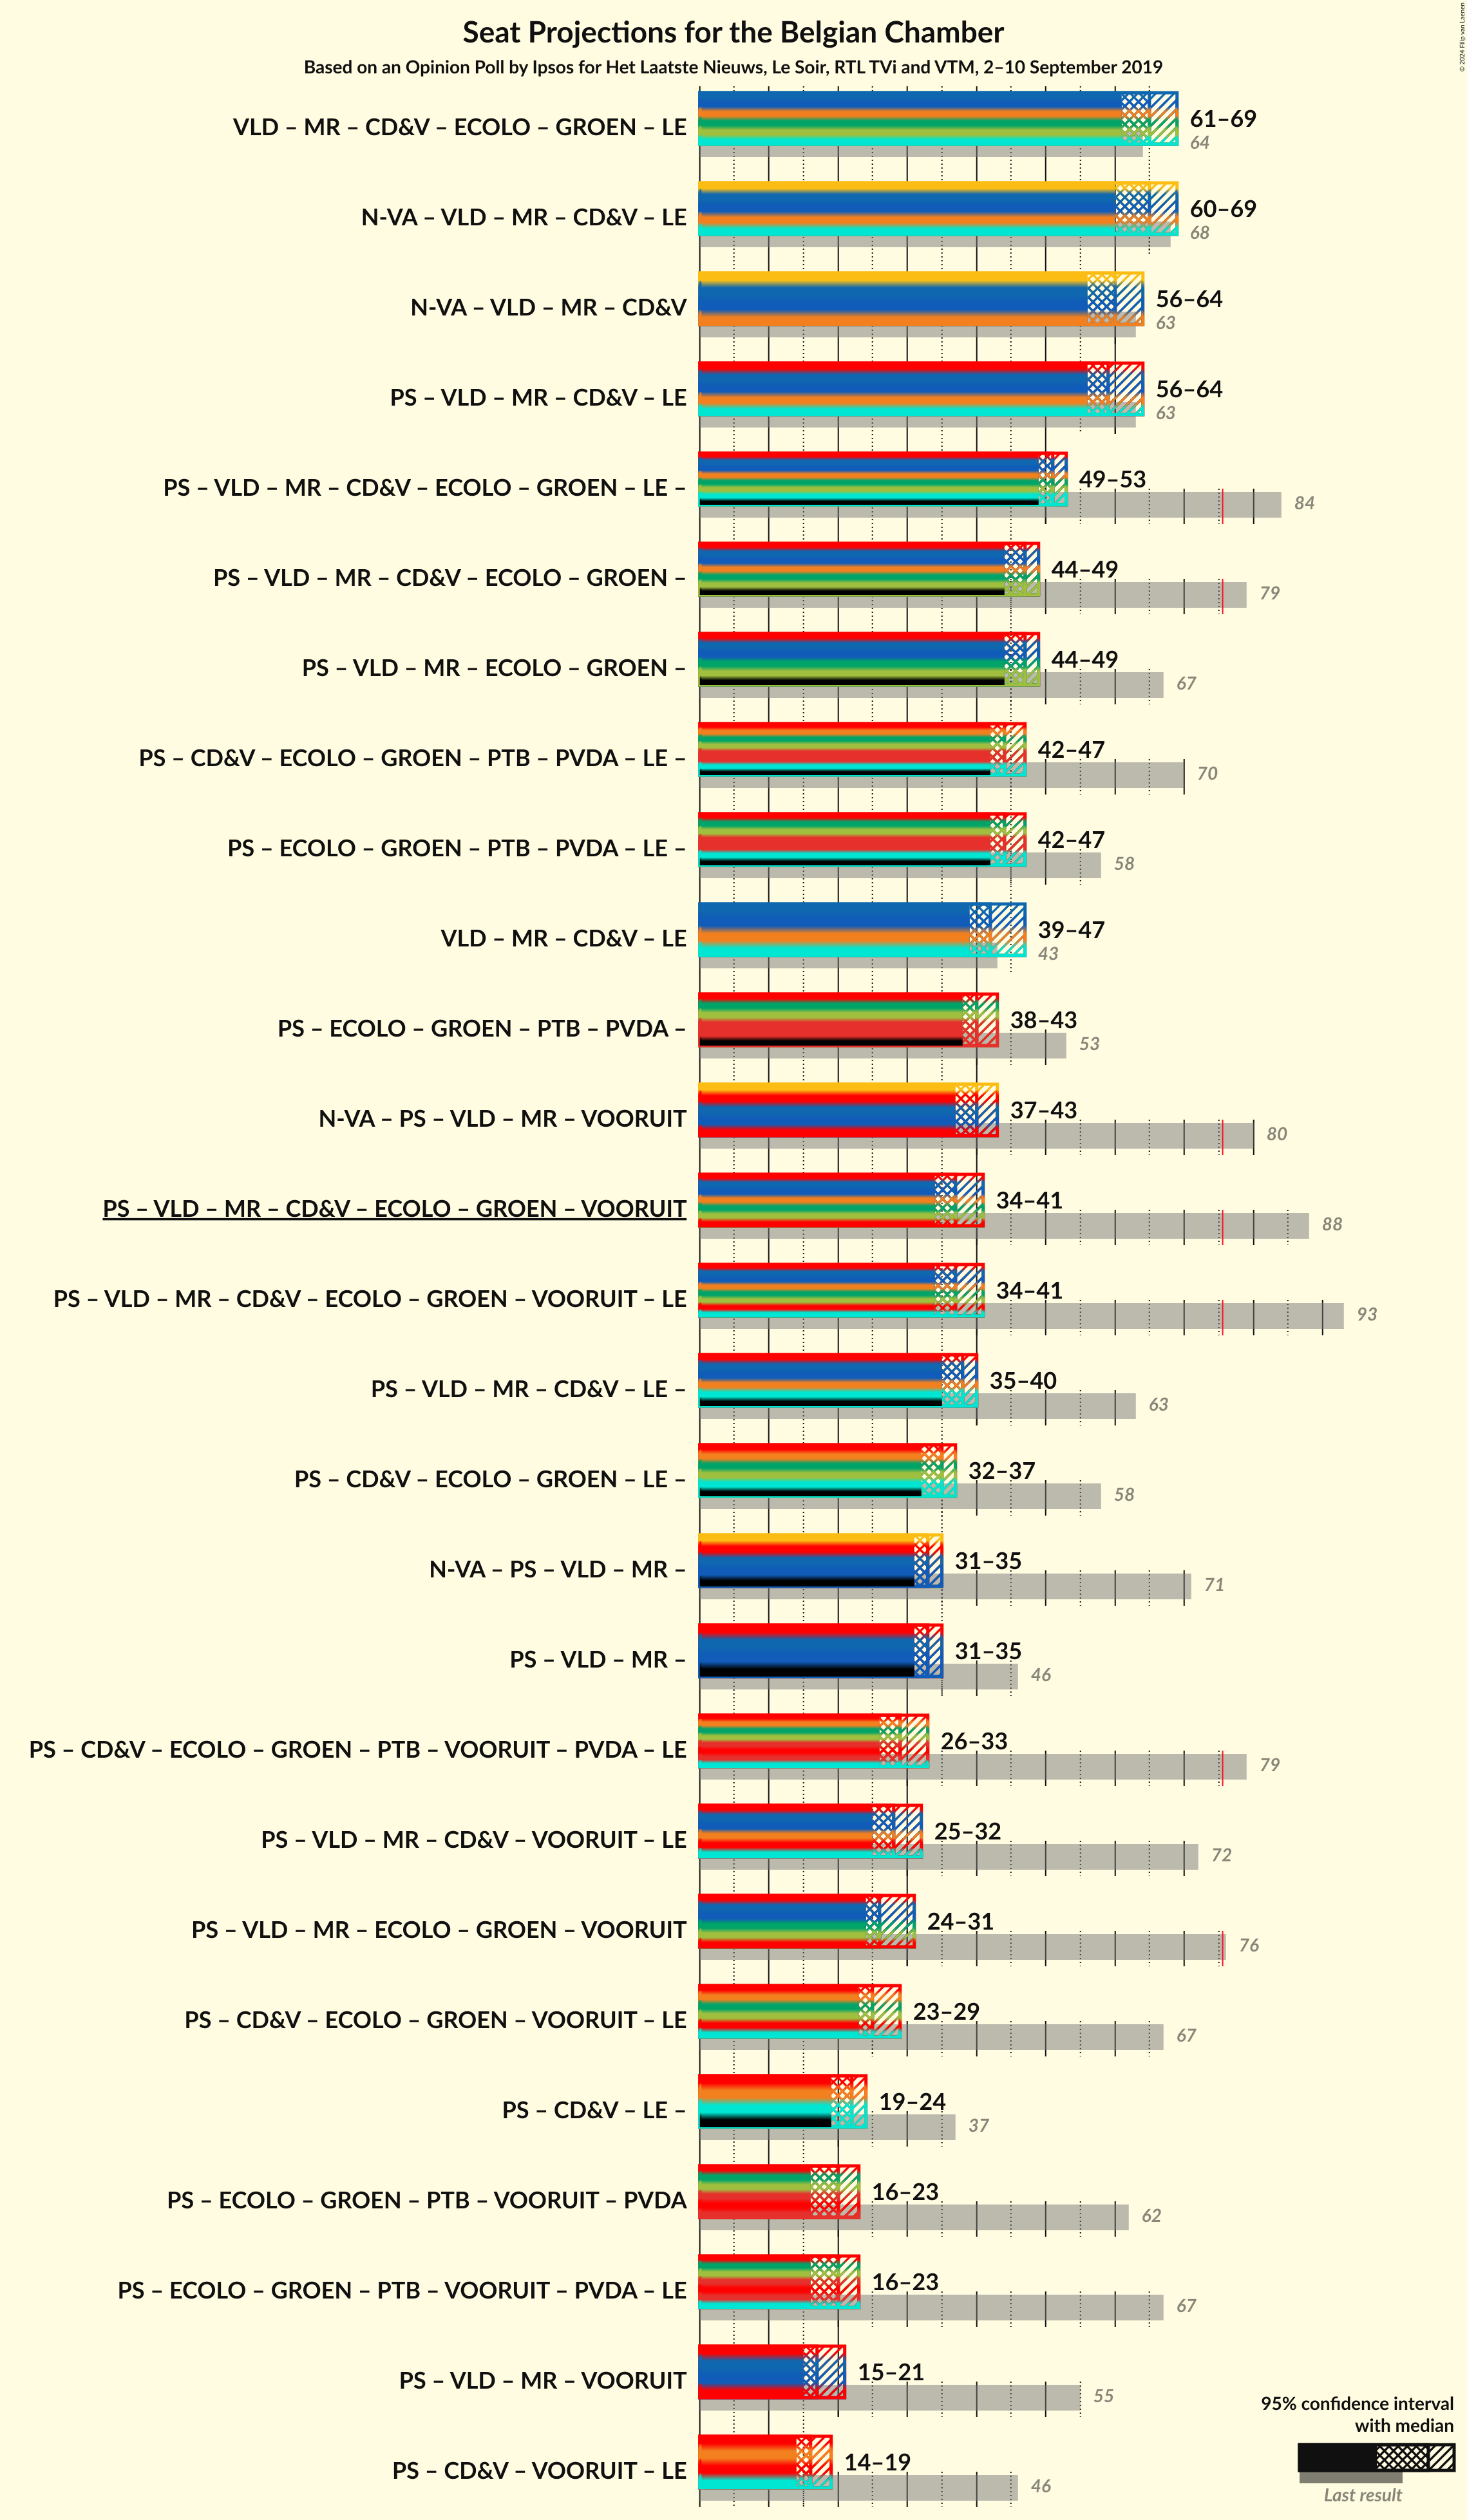 Seat Projections for the Belgian Chamber
Based on an Opinion Poll by Ipsos for Het Laatste Nieuws, Le Soir, RTL TVi and VTM, 2–10 September 2019
© 2024 Filip van Laenen
VLD – MR – CD&V – ECOLO – GROEN – LE
61–69
64
N-VA – VLD – MR – CD&V – LE
60–69
68
N-VA – VLD – MR – CD&V
56–64
63
PS – VLD – MR – CD&V – LE
56–64
63
PS – VLD – MR – CD&V – ECOLO – GROEN – LE –
49–53
84
PS – VLD – MR – CD&V – ECOLO – GROEN –
44–49
79
PS – VLD – MR – ECOLO – GROEN –
44–49
67
PS – CD&V – ECOLO – GROEN – PTB – PVDA – LE –
42–47
70
PS – ECOLO – GROEN – PTB – PVDA – LE –
42–47
58
VLD – MR – CD&V – LE
39–47
43
PS – ECOLO – GROEN – PTB – PVDA –
38–43
53
N-VA – PS – VLD – MR – VOORUIT
37–43
80
PS – VLD – MR – CD&V – ECOLO – GROEN – VOORUIT
34–41
88
PS – VLD – MR – CD&V – ECOLO – GROEN – VOORUIT – LE
34–41
93
PS – VLD – MR – CD&V – LE –
35–40
63
PS – CD&V – ECOLO – GROEN – LE –
32–37
58
N-VA – PS – VLD – MR –
31–35
71
PS – VLD – MR –
31–35
46
PS – CD&V – ECOLO – GROEN – PTB – VOORUIT – PVDA – LE
26–33
79
PS – VLD – MR – CD&V – VOORUIT – LE
25–32
72
PS – VLD – MR – ECOLO – GROEN – VOORUIT
24–31
76
PS – CD&V – ECOLO – GROEN – VOORUIT – LE
23–29
67
PS – CD&V – LE –
19–24
37
PS – ECOLO – GROEN – PTB – VOORUIT – PVDA
16–23
62
PS – ECOLO – GROEN – PTB – VOORUIT – PVDA – LE
16–23
67
PS – VLD – MR – VOORUIT
15–21
55
PS – CD&V – VOORUIT – LE
14–19
46
95% confidence interval
with median
Last result